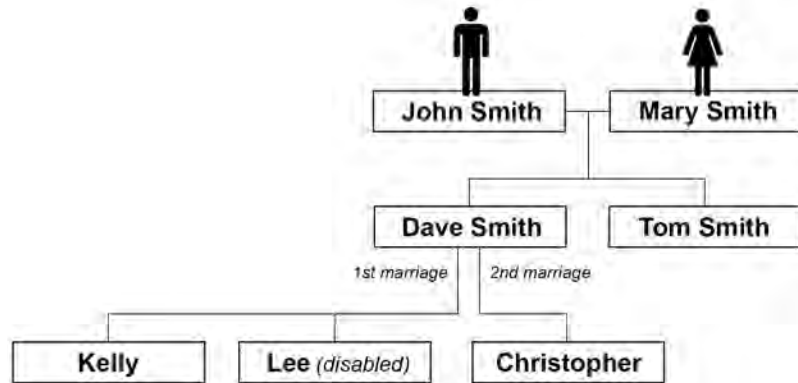 John Smith
Mary Smith
Dave Smith
Tom Smith
1st marriage
2nd marriage
Kelly
Lee (disabled)
Christopher